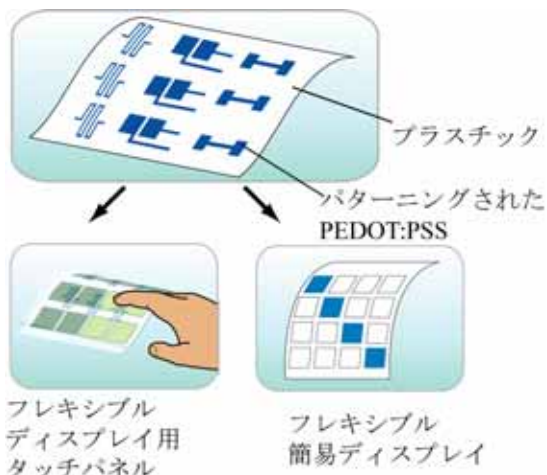 プラスチック
パターニングされた
PEDOT:PSS
フレキシブル
ディスプレイ用
タッチパネル
フレキシブル
簡易ディスプレイ